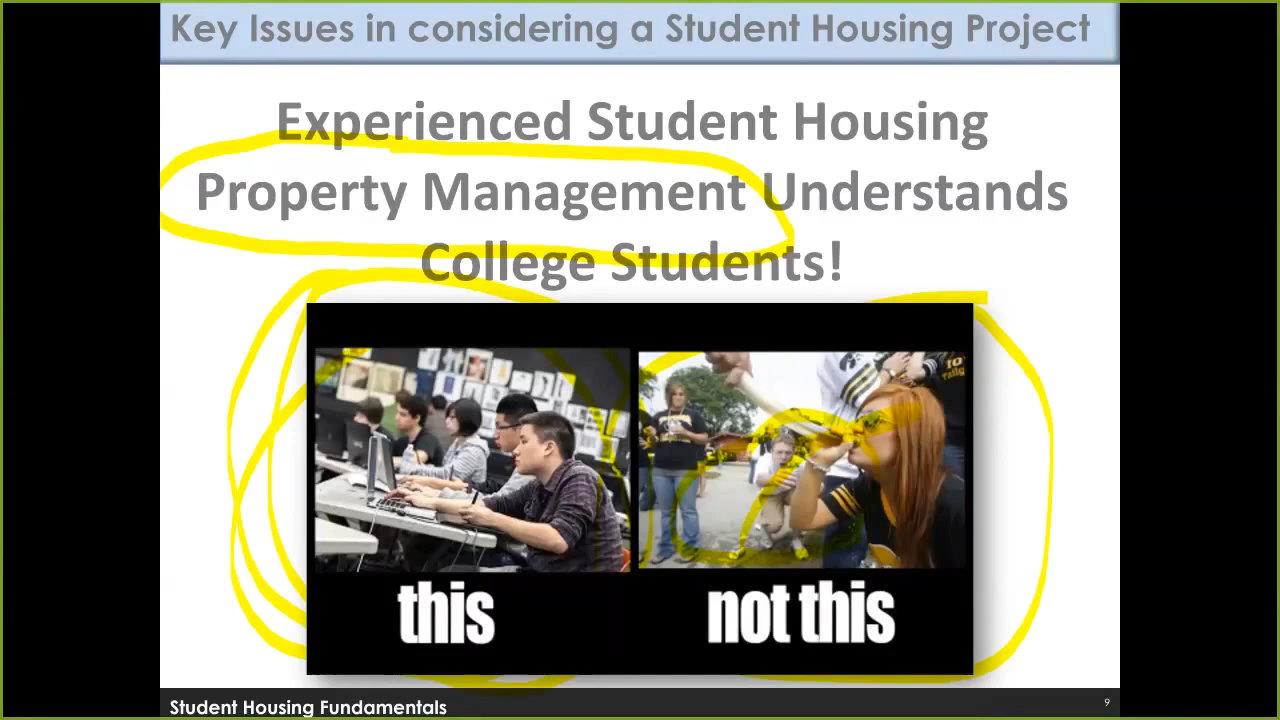 Key Issues in considering a Student Housing Project
Experienced Student Housing
Property Management Understands
College Students!
this
not this
Student Housing Fundamentals
9